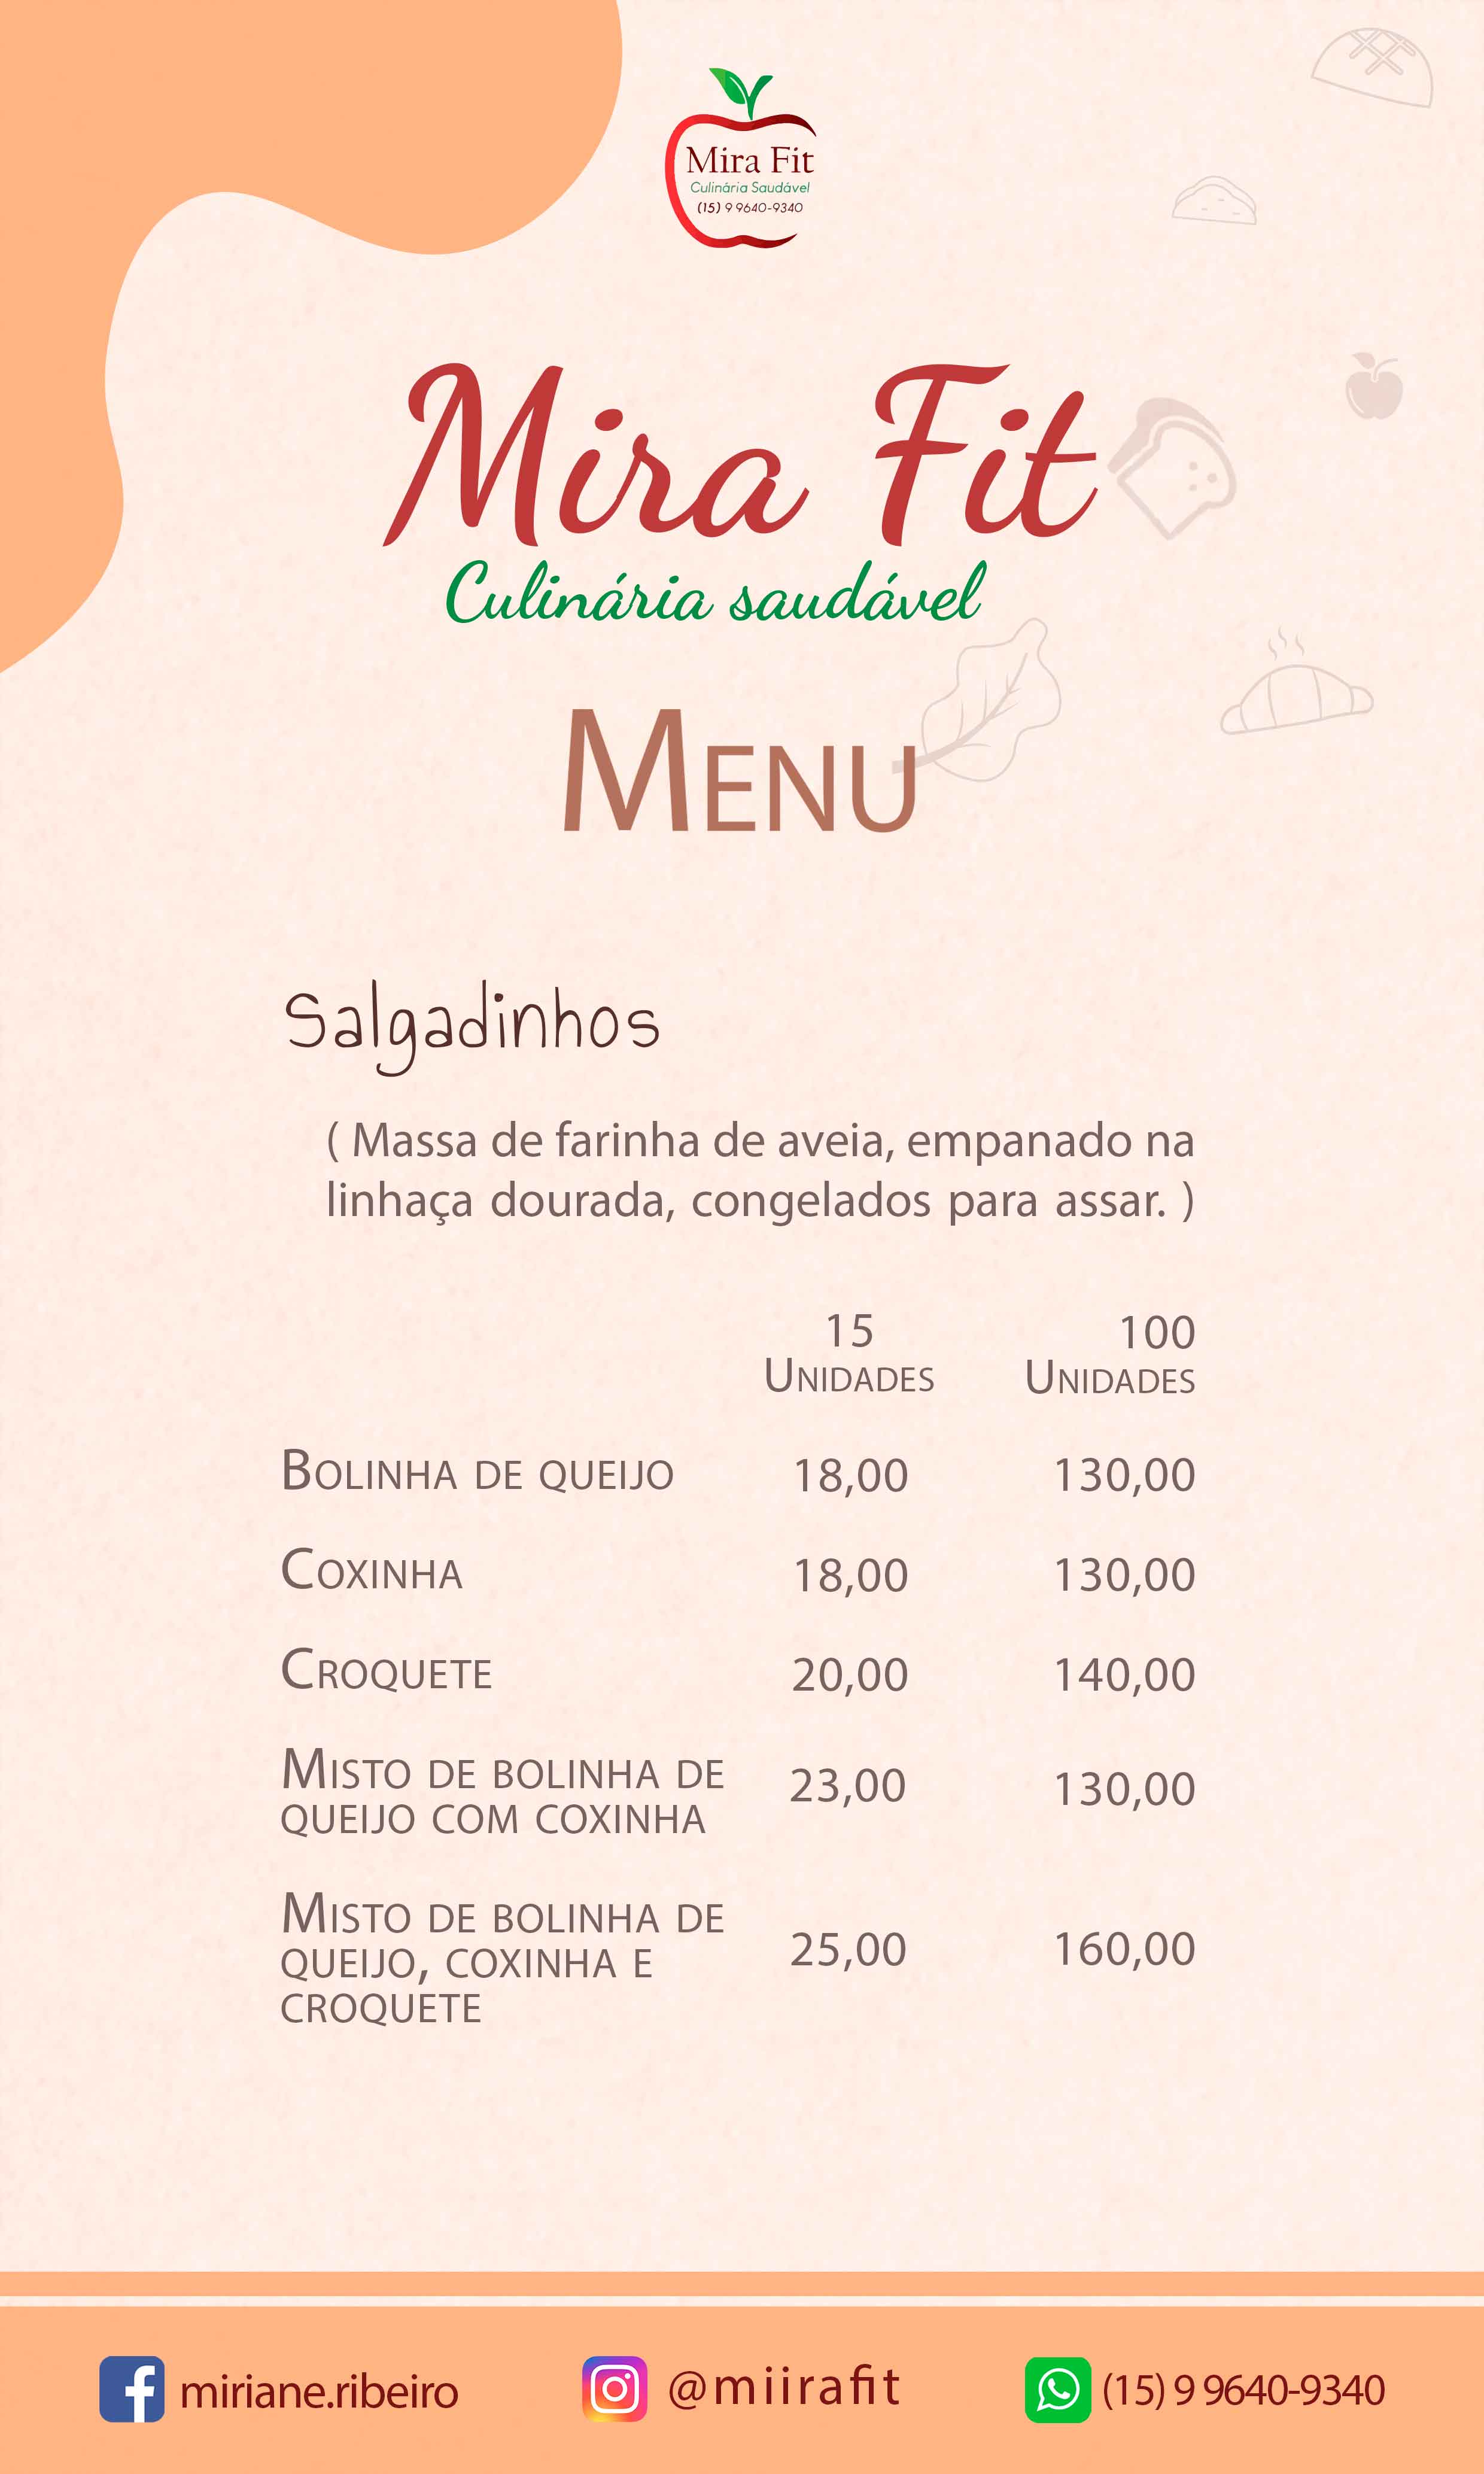 Mira Fit
Culinária Saudável
(15) 9 9640-9340
Mira Fit
Culinária saudável
Menu
Salgadinhos
( Massa de farinha de aveia, empanado na
linhaça dourada, congelados para assar. )
15 100
Unidades Unidades
Bolinha de queijo 18,00 130,00
Coxinha 18,00 130,00
Croquete 20,00 140,00
Misto de bolinha de
queijo com coxinha 23,00 130,00
Misto de bolinha de
queijo, coxinha e 25,00 160,00
croquete
miriane.ribeiro @miirafit (15) 9 9640-9340